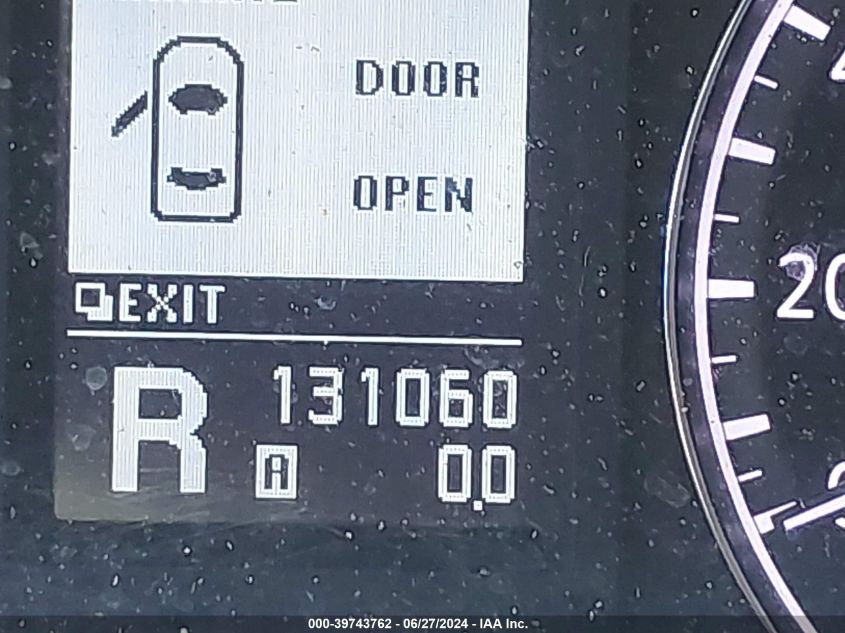 DOOR
OPEN
EXIT
R
131060
A
0.0
20
000-39743762 - 06/27/2024 - IAA Inc.